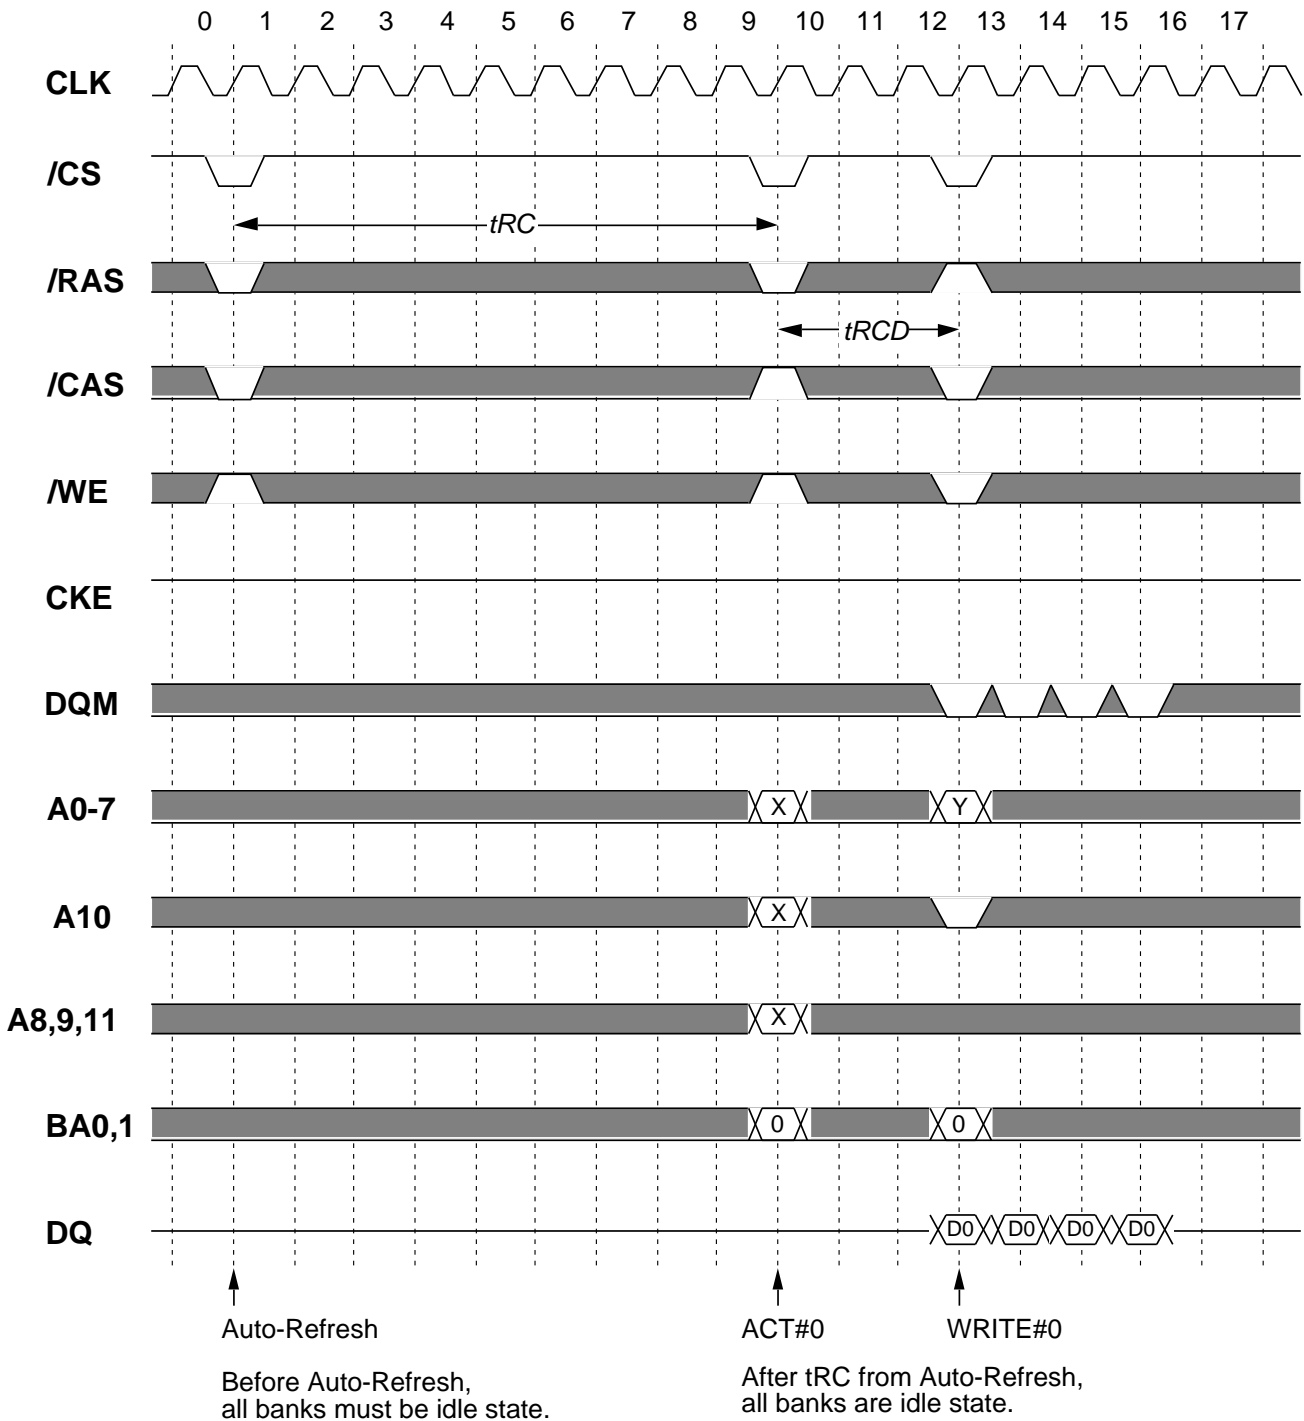 0 1 2 3 4 5 6 7 8 9 10 11 12 13 14 15 16 17
CLK
/CS
tRC
/RAS
tRCD
/CAS
/WE
CKE
DQM
A0-7 X Y
A10 X
A8,9,11 X
BA0,1 0 0
DQ D0 D0 D0 D0
Auto-Refresh ACT#0 WRITE#0
Before Auto-Refresh,
all banks must be idle state.
After tRC from Auto-Refresh,
all banks are idle state.